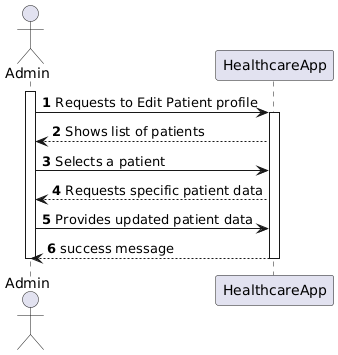 Admin
HealthcareApp
1 Requests to Edit Patient profile
2 Shows list of patients
3 Selects a patient
4 Requests specific patient data
5 Provides updated patient data
6 success message
Admin
HealthcareApp